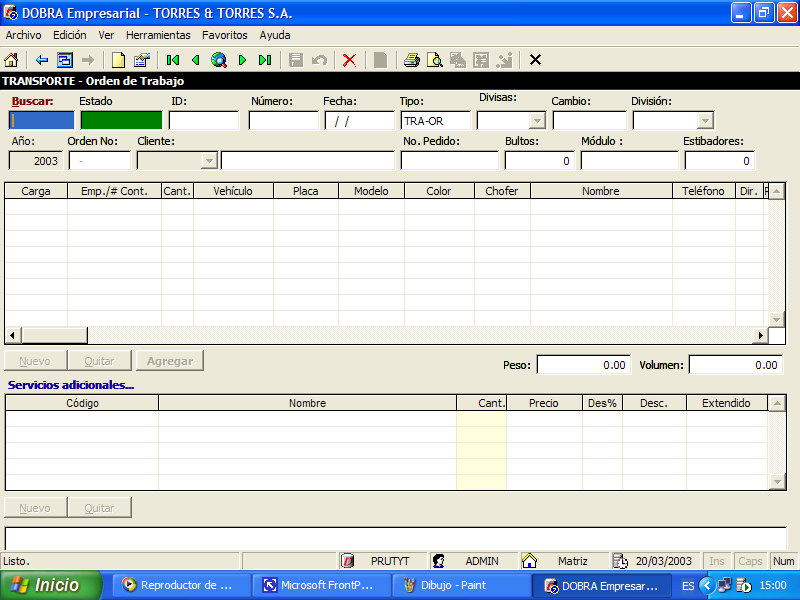 DOBRA Empresarial - TORRES & TORRES S.A.
Archivo Edición Ver Herramientas Favoritos Ayuda
TRANSPORTE - Orden de Trabajo
Buscar: Estado ID: Número: Fecha: Tipo: Divisas: Cambio: División:
/ / TRA-OR
Año: Orden No: Cliente: No. Pedido: Bultos: Módulo : Estibadores:
2003 - 0 0
Carga Emp./# Cont. Cant. Vehículo Placa Modelo Color Chofer Nombre Teléfono Dir.
Nuevo Quitar Agregar Peso: 0.00 Volumen: 0.00
Servicios adicionales...
Código Nombre Cant. Precio Des% Desc. Extendido
Nuevo Quitar
Listo. PRUTYT ADMIN Matriz 20/03/2003 Ins Caps Num
Inicio Reproductor de ... Microsoft FrontP... Dibujo - Paint DOBRA Empresar... ES 15:00